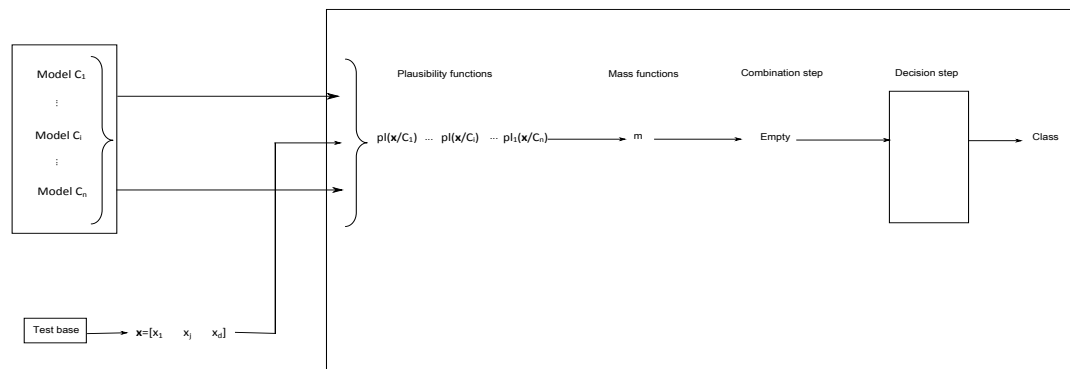 Model C₁
⋮
Model Cᵢ
⋮
Model Cₙ
Plausibility functions
Mass functions
Combination step
Decision step
pl(x/C₁) ... pl(x/Cᵢ) ... pl₁(x/Cₙ)
m
Empty
Class
Test base
x=[x₁ xⱼ x_d]